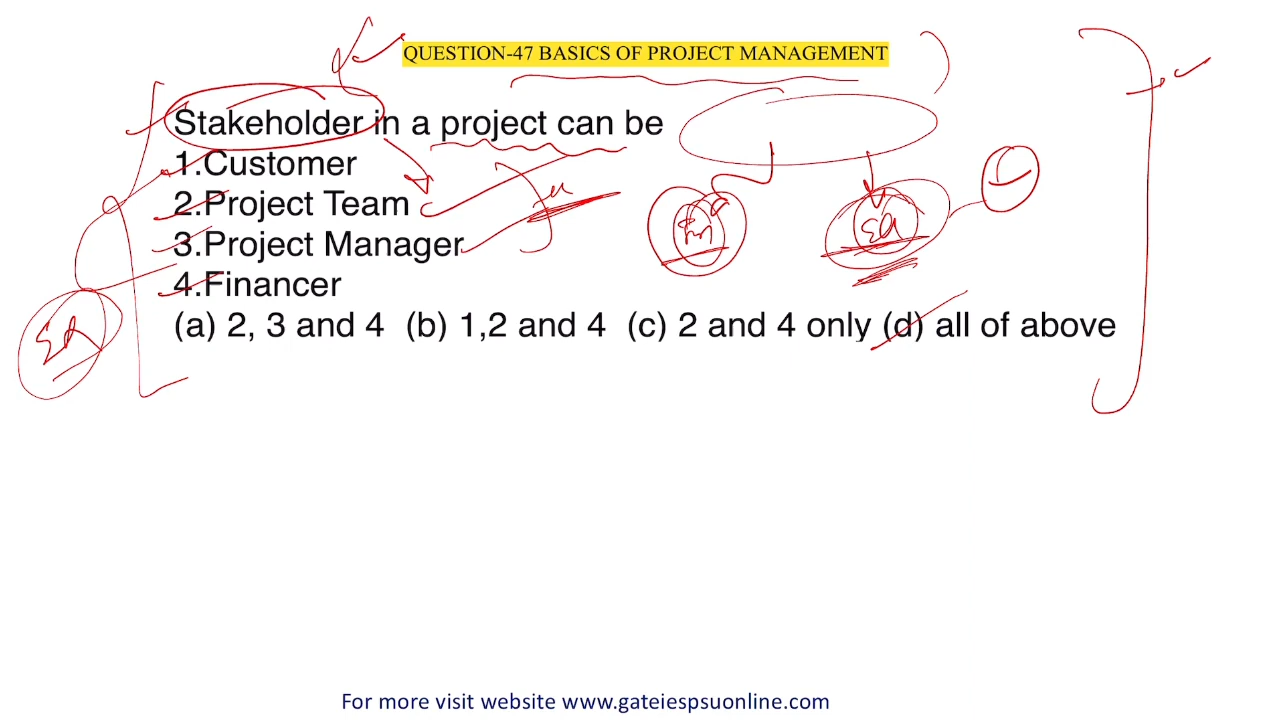 QUESTION-47 BASICS OF PROJECT MANAGEMENT
Stakeholder in a project can be
1.Customer
2.Project Team
3.Project Manager
4.Financer
(a) 2, 3 and 4 (b) 1,2 and 4 (c) 2 and 4 only (d) all of above
For more visit website www.gateiespsuonline.com